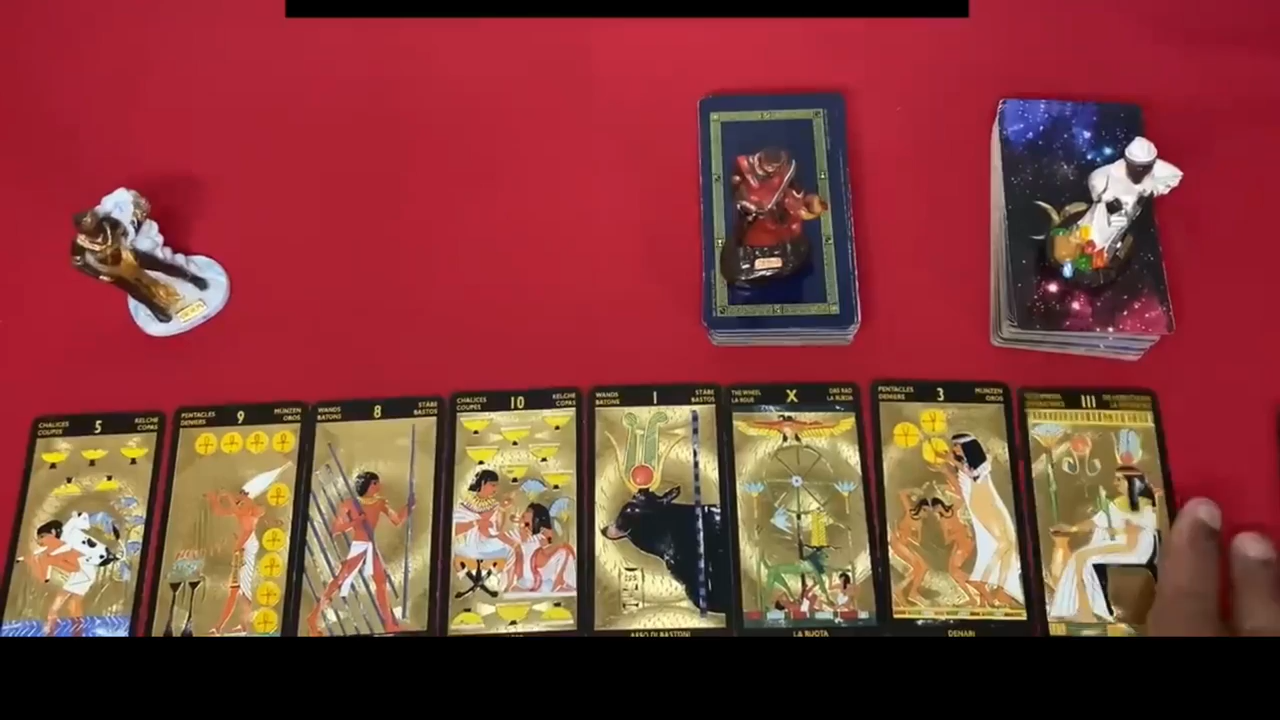 CHALICES
COUPES
5
KELCHE
COPAS
PENTACLES
DENIERS
9
MÜNZEN
OROS
WANDS
BATONS
8
STÄBE
BASTOS
CHALICES
COUPES
10
KELCHE
COPAS
WANDS
BATONS
I
STÄBE
BASTOS
THE WHEEL
LA ROUE
X
DAS RAD
LA RUEDA
PENTACLES
DENIERS
3
MÜNZEN
OROS
III
ASSO DI BASTONI
LA RUOTA
DENARI